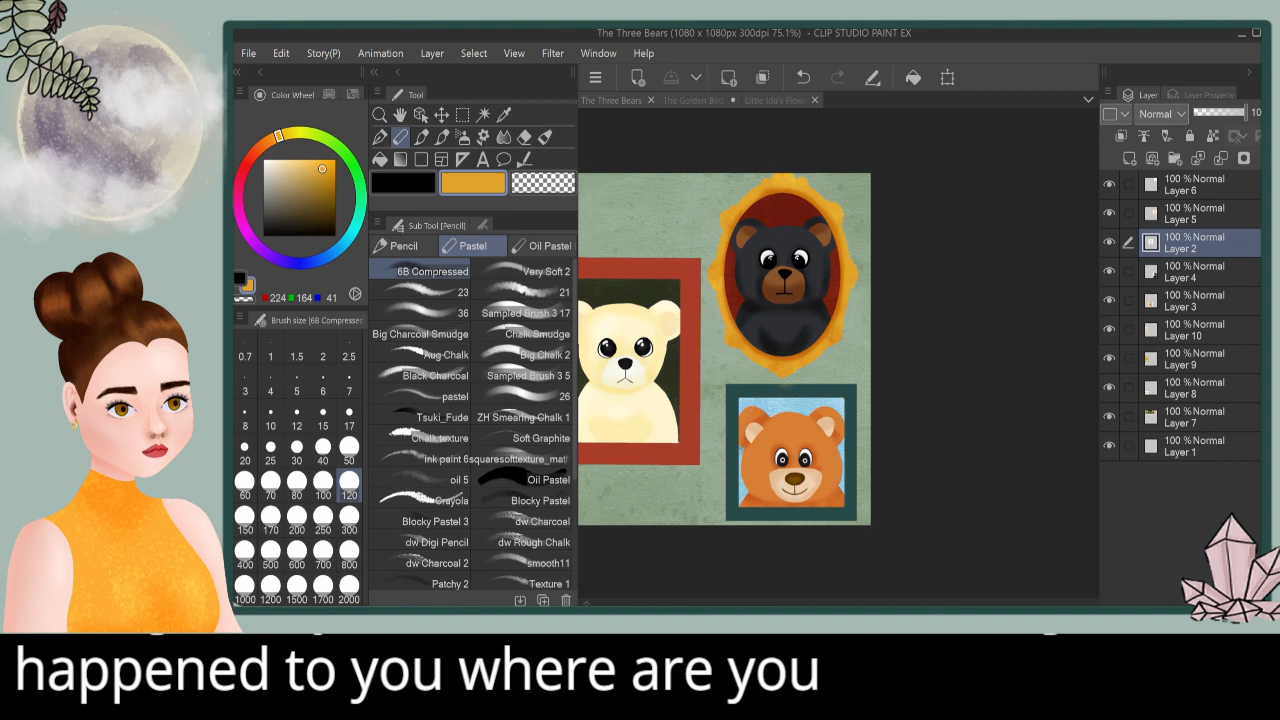 The Three Bears (1080 x 1080px 300dpi 75.1%) - CLIP STUDIO PAINT EX
File Edit Story(P) Animation Layer Select View Filter Window Help
Color Wheel
Tool
The Three Bears The Golden Bird Little Ida's Flow
Layer Layer Property
Normal 10
224 164 41
Sub Tool [Pencil]
Pencil Pastel Oil Pastel
Brush size [6B Compresse
0.7 1 1.5 2 2.5
3 4 5 6 7
8 10 12 15 17
20 25 30 40 50
60 70 80 100 120
150 170 200 250 300
400 500 600 700 800
1000 1200 1500 1700 2000
6B Compressed Very Soft 2
23 21
36 Sampled Brush 3 17
Big Charcoal Smudge Chalk Smudge
Aug Chalk Big Chalk 2
Black Charcoal Sampled Brush 3 5
pastel 26
Tsuki_Fude ZH Smearing Chalk 1
Chalk texture Soft Graphite
ink paint 6 squaresofttexture_mat
oil 5 Oil Pastel
Crayola Blocky Pastel
Blocky Pastel 3 dw Charcoal
dw Digi Pencil dw Rough Chalk
dw Charcoal 2 smooth11
Patchy 2 Texture 1
100 % Normal
Layer 6
100 % Normal
Layer 5
100 % Normal
Layer 2
100 % Normal
Layer 4
100 % Normal
Layer 3
100 % Normal
Layer 10
100 % Normal
Layer 9
100 % Normal
Layer 8
100 % Normal
Layer 7
100 % Normal
Layer 1
happened to you where are you